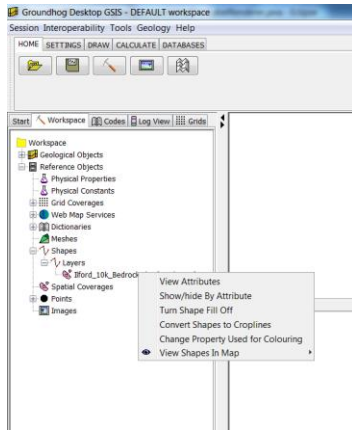 Groundhog Desktop GSIS - DEFAULT workspace
Session Interoperability Tools Geology Help
HOME SETTINGS DRAW CALCULATE DATABASES
Start Workspace Codes Log View Grids
Workspace
Geological Objects
Reference Objects
Physical Properties
Physical Constants
Grid Coverages
Web Map Services
Dictionaries
Meshes
Shapes
Layers
Ilford_10k_Bedrock
Spatial Coverages
Points
Images
View Attributes
Show/hide By Attribute
Turn Shape Fill Off
Convert Shapes to Croplines
Change Property Used for Colouring
View Shapes In Map